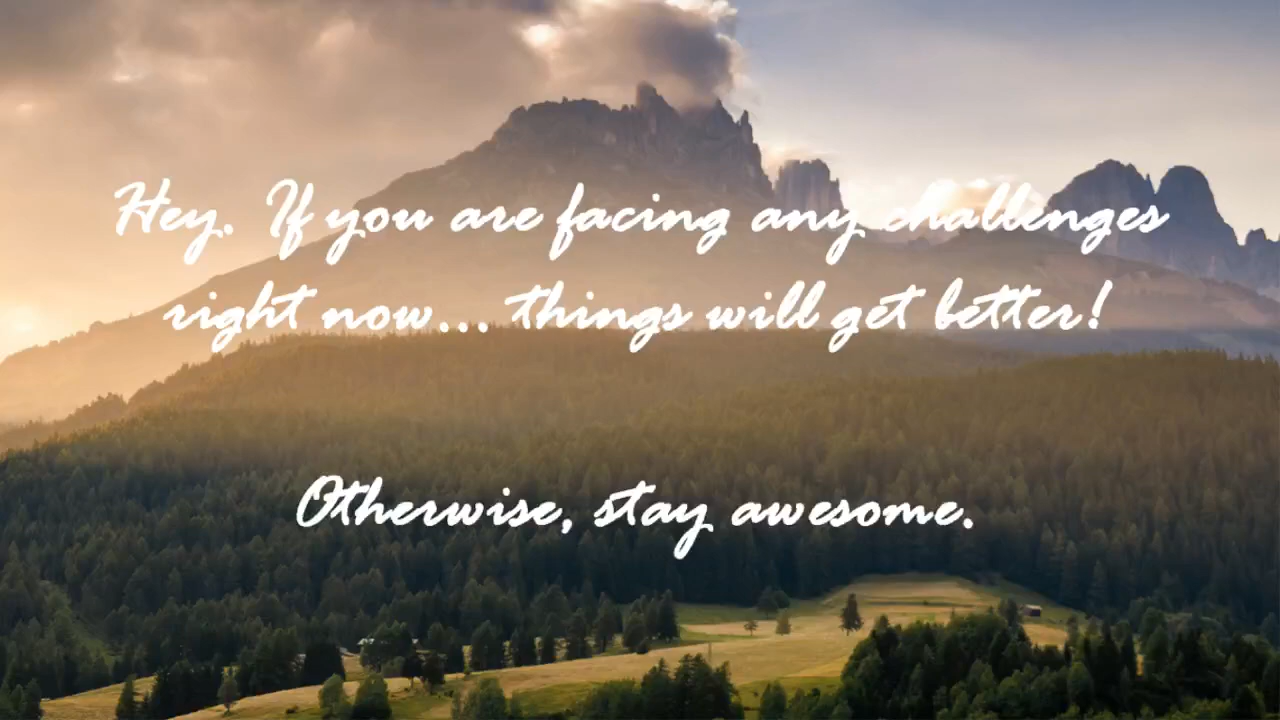 Hey. If you are facing any challenges
right now... things will get better!
Otherwise, stay awesome.